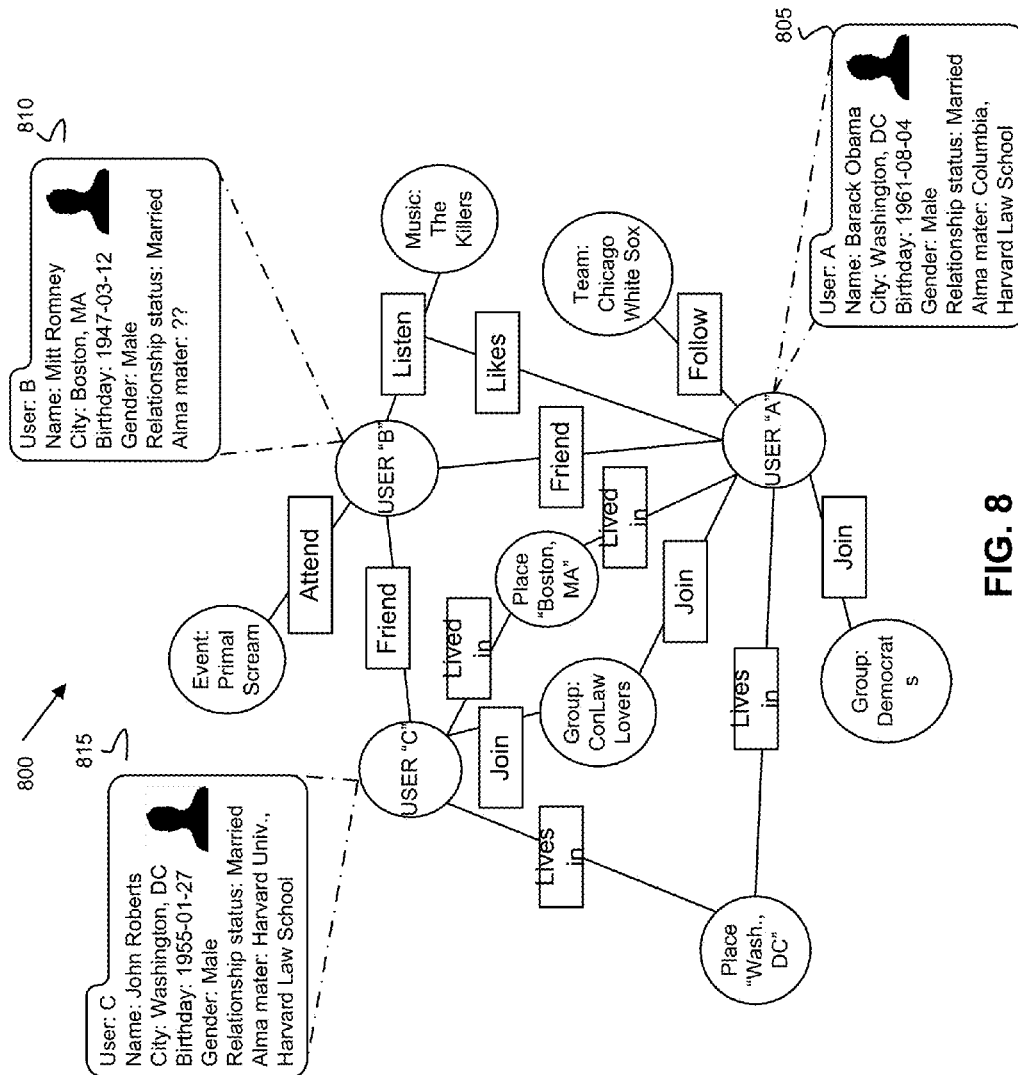 800
815
User: C
Name: John Roberts
City: Washington, DC
Birthday: 1955-01-27
Gender: Male
Relationship status: Married
Alma mater: Harvard Univ.,
Harvard Law School
810
User: B
Name: Mitt Romney
City: Boston, MA
Birthday: 1947-03-12
Gender: Male
Relationship status: Married
Alma mater: ??
Event:
Primal
Scream
Attend
USER "C"
Friend
USER "B"
Listen
Music:
The
Killers
Lived
in
Join
Likes
Place
"Boston,
MA"
Group:
ConLaw
Lovers
Lives
in
Lived
in
Friend
Team:
Chicago
White Sox
Join
Follow
Place
"Wash.,
DC"
Lives
in
USER "A"
Join
Group:
Democrat
s
805
User: A
Name: Barack Obama
City: Washington, DC
Birthday: 1961-08-04
Gender: Male
Relationship status: Married
Alma mater: Columbia,
Harvard Law School
FIG. 8